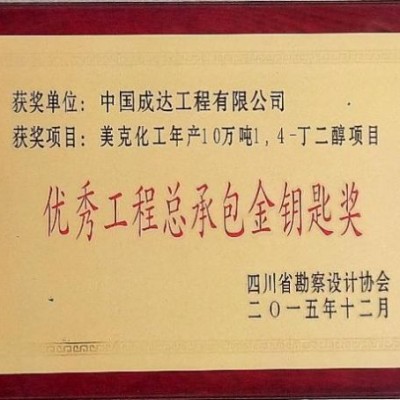 获奖单位：中国成达工程有限公司
获奖项目：美克化工年产10万吨1,4-丁二醇项目
优秀工程总承包金钥匙奖
四川省勘察设计协会
二〇一五年十二月